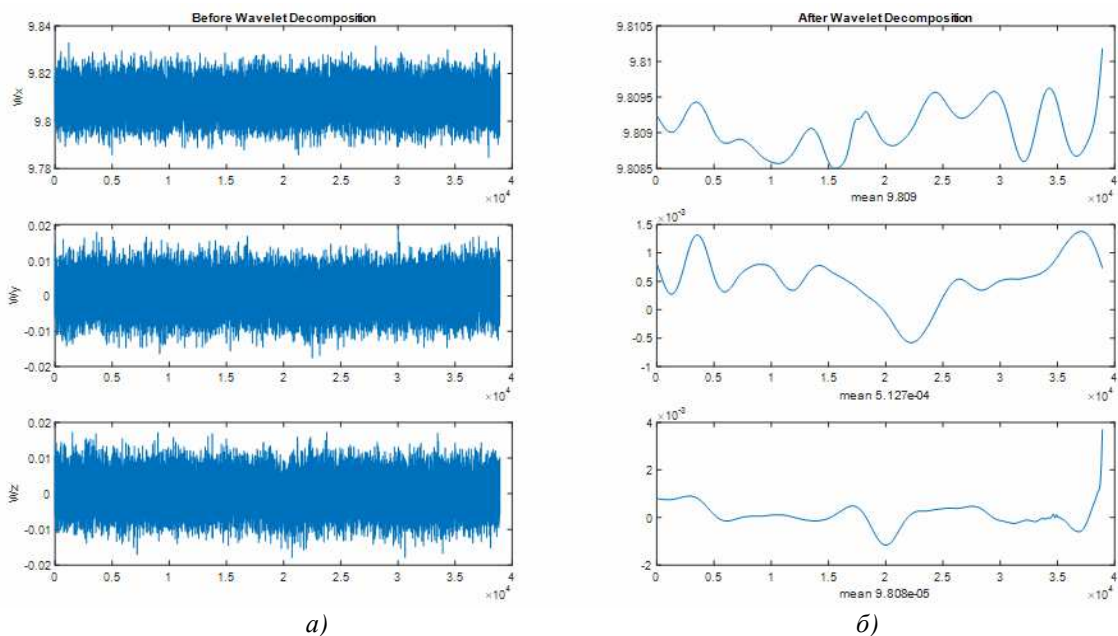 Before Wavelet Decomposition
9.84
9.82
9.8
9.78
Wx
0 0.5 1 1.5 2 2.5 3 3.5 4
×10⁴
0.02
0.01
0
-0.01
-0.02
Wy
0 0.5 1 1.5 2 2.5 3 3.5 4
×10⁴
0.02
0.01
0
-0.01
-0.02
Wz
0 0.5 1 1.5 2 2.5 3 3.5 4
×10⁴
а)
After Wavelet Decomposition
9.8105
9.81
9.8095
9.809
9.8085
0 0.5 1 1.5 2 2.5 3 3.5 4
mean 9.809
×10⁴
×10⁻³
1.5
1
0.5
0
-0.5
-1
0 0.5 1 1.5 2 2.5 3 3.5 4
mean 5.127e-04
×10⁴
×10⁻³
4
2
0
-2
0 0.5 1 1.5 2 2.5 3 3.5 4
mean 9.808e-05
×10⁴
б)